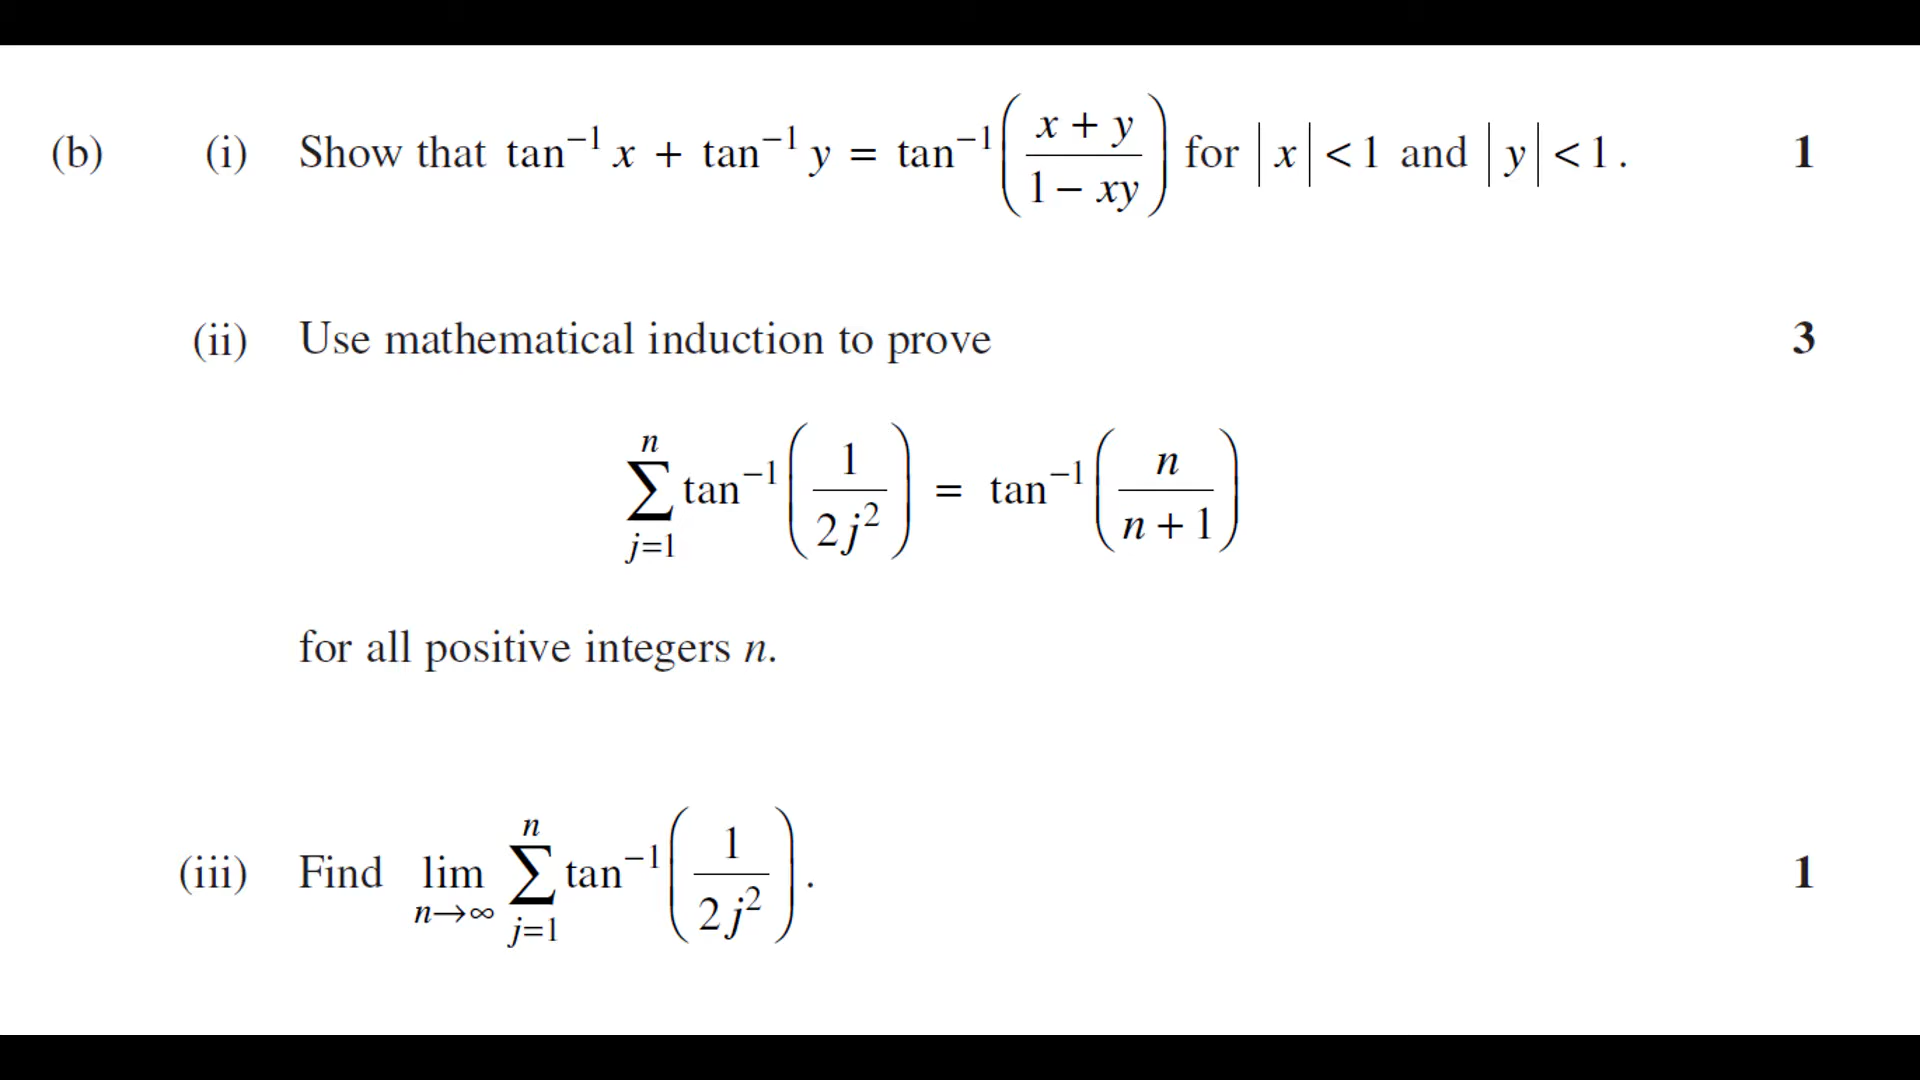 (b) (i) Show that tan⁻¹ x + tan⁻¹ y = tan⁻¹((x + y)/(1 − xy)) for |x| < 1 and |y| < 1. 1
(ii) Use mathematical induction to prove 3
∑_{j=1}^{n} tan⁻¹(1/(2j²)) = tan⁻¹(n/(n + 1))
for all positive integers n.
(iii) Find lim_{n→∞} ∑_{j=1}^{n} tan⁻¹(1/(2j²)). 1